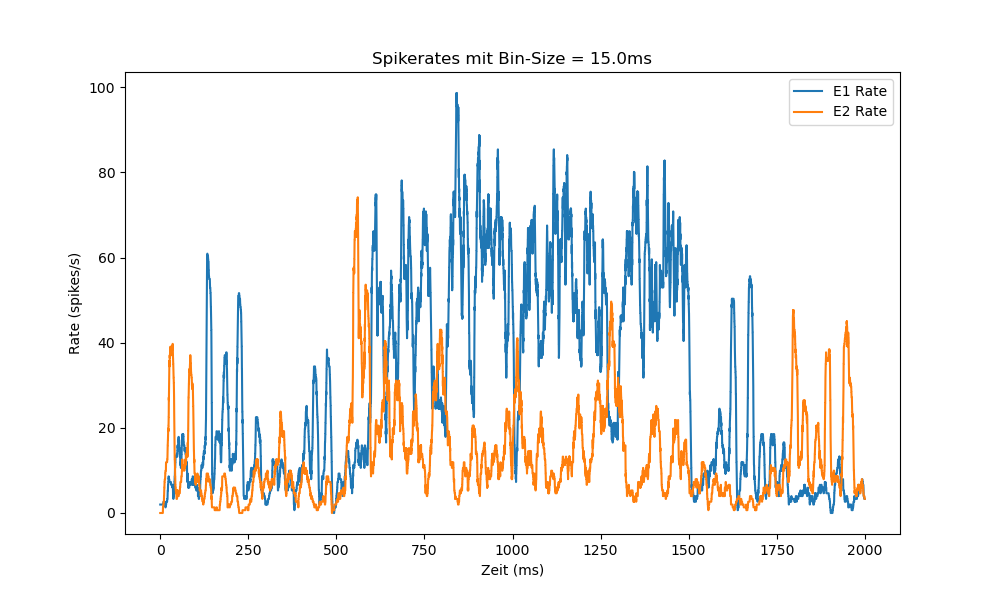 Spikerates mit Bin-Size = 15.0ms
E1 Rate
E2 Rate
100
80
60
40
20
0
Rate (spikes/s)
0 250 500 750 1000 1250 1500 1750 2000
Zeit (ms)